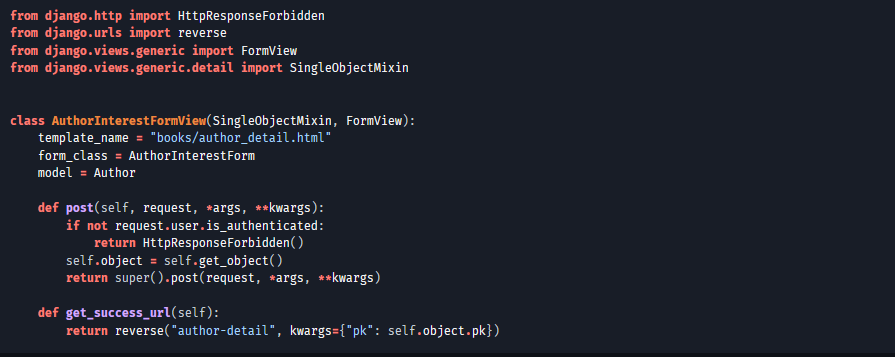 from django.http import HttpResponseForbidden
from django.urls import reverse
from django.views.generic import FormView
from django.views.generic.detail import SingleObjectMixin


class AuthorInterestFormView(SingleObjectMixin, FormView):
    template_name = "books/author_detail.html"
    form_class = AuthorInterestForm
    model = Author

    def post(self, request, *args, **kwargs):
        if not request.user.is_authenticated:
            return HttpResponseForbidden()
        self.object = self.get_object()
        return super().post(request, *args, **kwargs)

    def get_success_url(self):
        return reverse("author-detail", kwargs={"pk": self.object.pk})